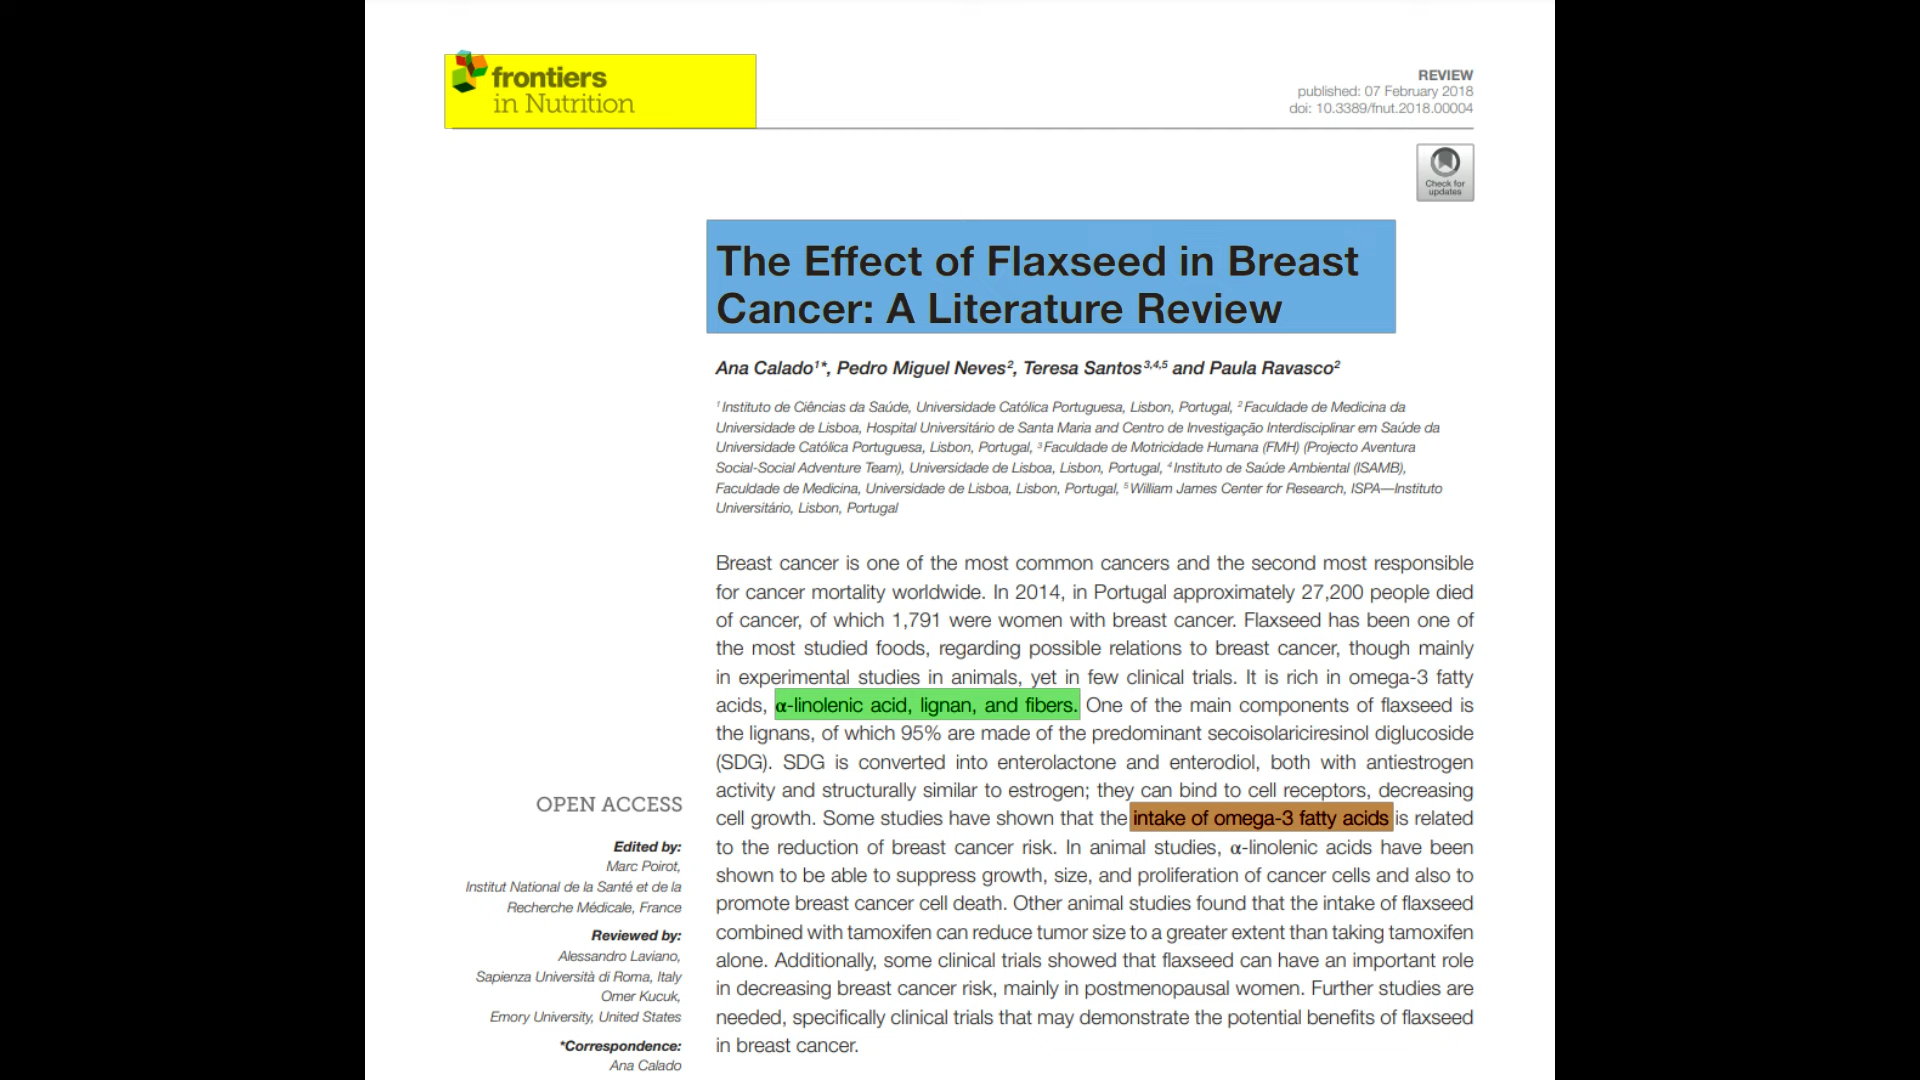 frontiers
in Nutrition
REVIEW
published: 07 February 2018
doi: 10.3389/fnut.2018.00004
Check for
updates
The Effect of Flaxseed in Breast
Cancer: A Literature Review
Ana Calado¹*, Pedro Miguel Neves², Teresa Santos³,⁴,⁵ and Paula Ravasco²
¹ Instituto de Ciências da Saúde, Universidade Católica Portuguesa, Lisbon, Portugal, ² Faculdade de Medicina da
Universidade de Lisboa, Hospital Universitário de Santa Maria and Centro de Investigação Interdisciplinar em Saúde da
Universidade Católica Portuguesa, Lisbon, Portugal, ³ Faculdade de Motricidade Humana (FMH) (Projecto Aventura
Social-Social Adventure Team), Universidade de Lisboa, Lisbon, Portugal, ⁴ Instituto de Saúde Ambiental (ISAMB),
Faculdade de Medicina, Universidade de Lisboa, Lisbon, Portugal, ⁵ William James Center for Research, ISPA—Instituto
Universitário, Lisbon, Portugal
Breast cancer is one of the most common cancers and the second most responsible
for cancer mortality worldwide. In 2014, in Portugal approximately 27,200 people died
of cancer, of which 1,791 were women with breast cancer. Flaxseed has been one of
the most studied foods, regarding possible relations to breast cancer, though mainly
in experimental studies in animals, yet in few clinical trials. It is rich in omega-3 fatty
acids, α-linolenic acid, lignan, and fibers. One of the main components of flaxseed is
the lignans, of which 95% are made of the predominant secoisolariciresinol diglucoside
(SDG). SDG is converted into enterolactone and enterodiol, both with antiestrogen
activity and structurally similar to estrogen; they can bind to cell receptors, decreasing
cell growth. Some studies have shown that the intake of omega-3 fatty acids is related
to the reduction of breast cancer risk. In animal studies, α-linolenic acids have been
shown to be able to suppress growth, size, and proliferation of cancer cells and also to
promote breast cancer cell death. Other animal studies found that the intake of flaxseed
combined with tamoxifen can reduce tumor size to a greater extent than taking tamoxifen
alone. Additionally, some clinical trials showed that flaxseed can have an important role
in decreasing breast cancer risk, mainly in postmenopausal women. Further studies are
needed, specifically clinical trials that may demonstrate the potential benefits of flaxseed
in breast cancer.
OPEN ACCESS
Edited by:
Marc Poirot,
Institut National de la Santé et de la
Recherche Médicale, France
Reviewed by:
Alessandro Laviano,
Sapienza Università di Roma, Italy
Omer Kucuk,
Emory University, United States
*Correspondence:
Ana Calado